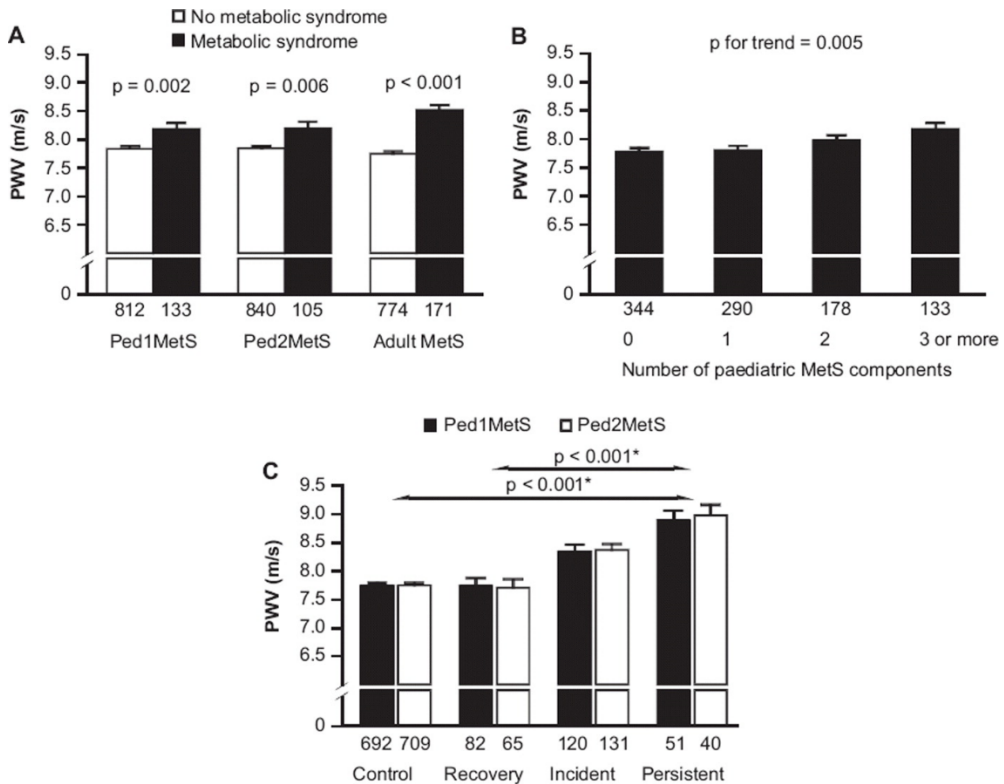 A
No metabolic syndrome
Metabolic syndrome
PWV (m/s)
9.5
9.0
8.5
8.0
7.5
7.0
6.5
0
p = 0.002
p = 0.006
p < 0.001
812 133 840 105 774 171
Ped1MetS Ped2MetS Adult MetS
B
p for trend = 0.005
PWV (m/s)
9.5
9.0
8.5
8.0
7.5
7.0
6.5
0
344 290 178 133
0 1 2 3 or more
Number of paediatric MetS components
C
Ped1MetS Ped2MetS
p < 0.001*
p < 0.001*
PWV (m/s)
9.5
9.0
8.5
8.0
7.5
7.0
6.5
0
692 709 82 65 120 131 51 40
Control Recovery Incident Persistent